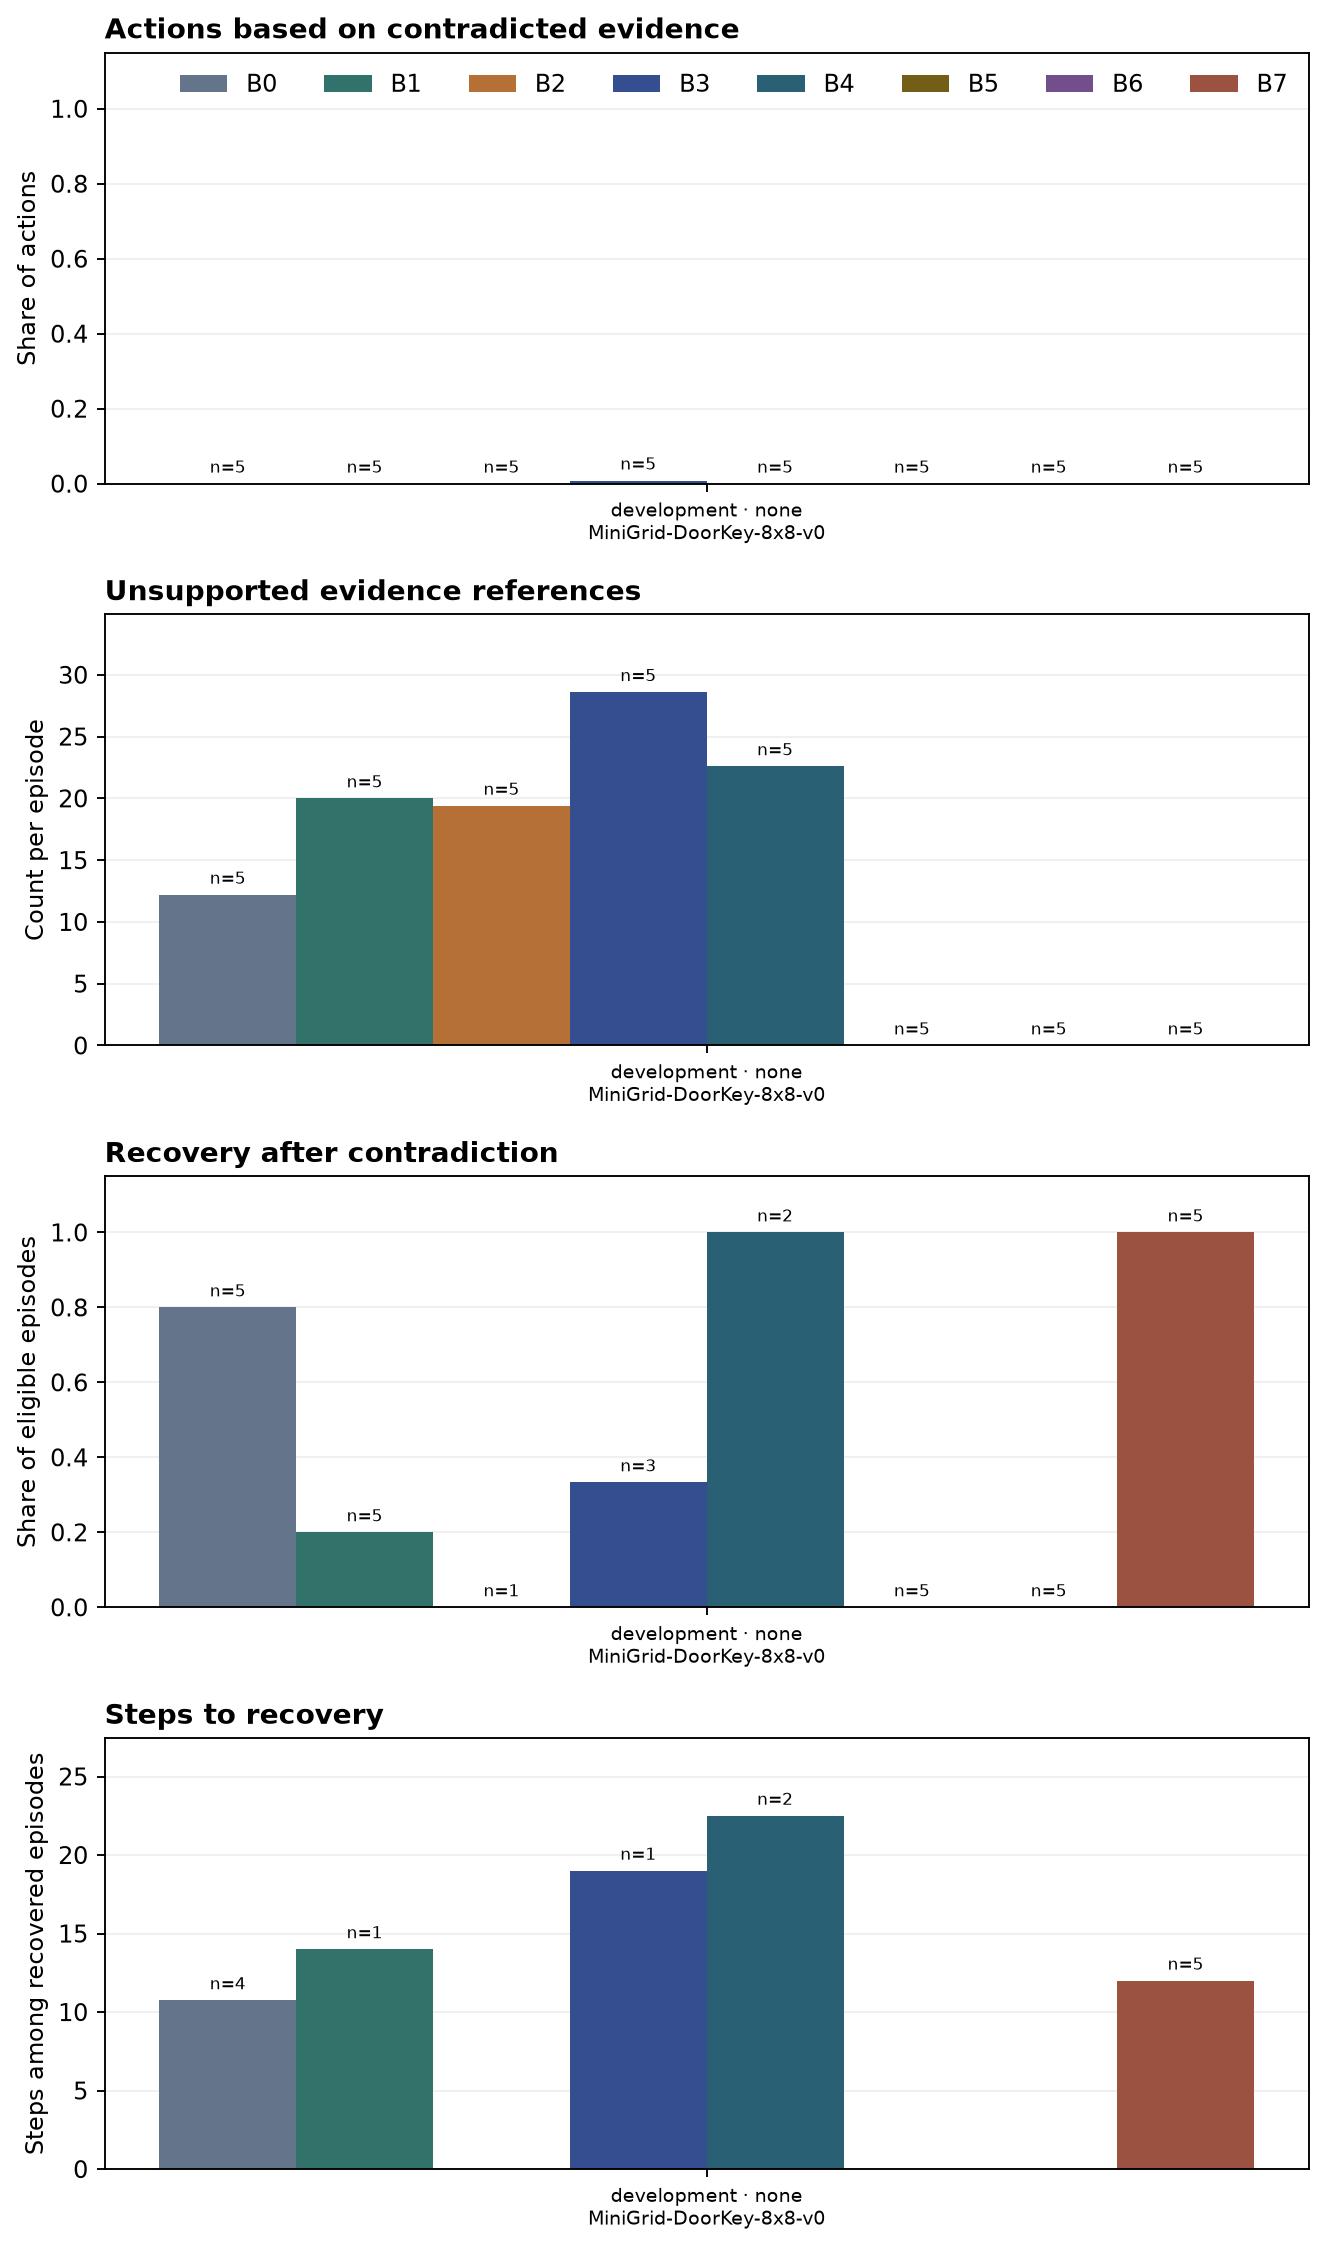 Actions based on contradicted evidence
B0 B1 B2 B3 B4 B5 B6 B7
Share of actions
1.0
0.8
0.6
0.4
0.2
0.0
n=5 n=5 n=5 n=5 n=5 n=5 n=5 n=5
development · none
MiniGrid-DoorKey-8x8-v0
Unsupported evidence references
Count per episode
30
25
20
15
10
5
0
n=5 n=5 n=5 n=5 n=5 n=5 n=5 n=5
development · none
MiniGrid-DoorKey-8x8-v0
Recovery after contradiction
Share of eligible episodes
1.0
0.8
0.6
0.4
0.2
0.0
n=5 n=5 n=1 n=3 n=2 n=5 n=5 n=5
development · none
MiniGrid-DoorKey-8x8-v0
Steps to recovery
Steps among recovered episodes
25
20
15
10
5
0
n=4 n=1 n=1 n=2 n=5
development · none
MiniGrid-DoorKey-8x8-v0